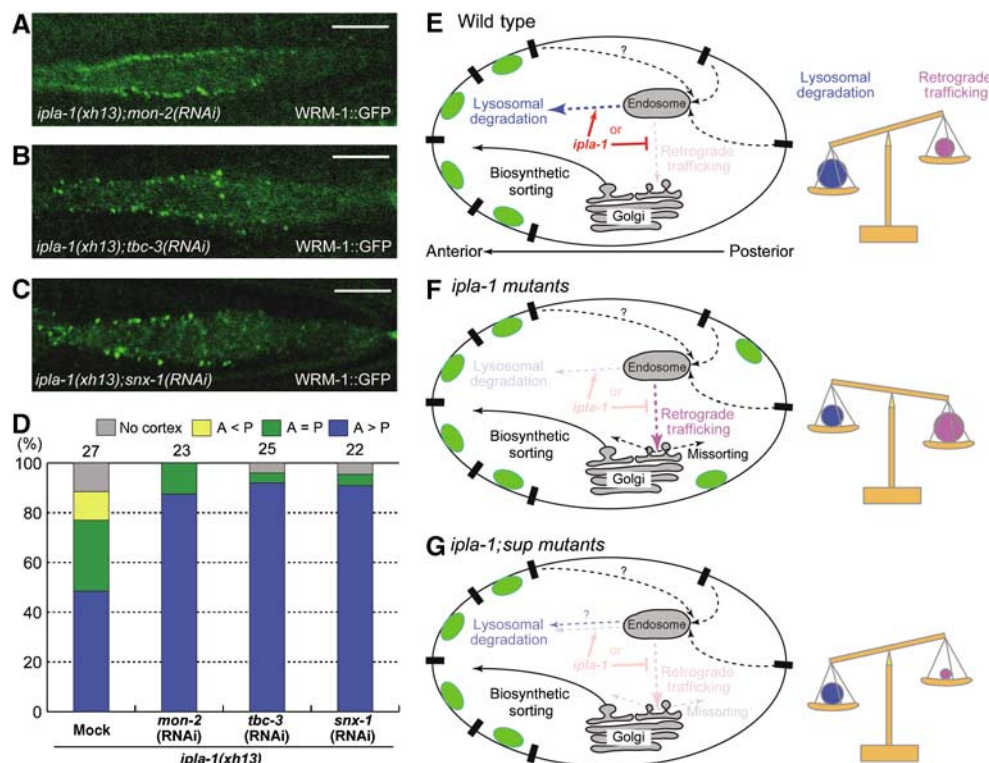 A
ipla-1(xh13);mon-2(RNAi) WRM-1::GFP
B
ipla-1(xh13);tbc-3(RNAi) WRM-1::GFP
C
ipla-1(xh13);snx-1(RNAi) WRM-1::GFP
D
No cortex A < P A = P A > P
(%)
27 23 25 22
100
80
60
40
20
0
Mock mon-2 (RNAi) tbc-3 (RNAi) snx-1 (RNAi)
ipla-1(xh13)
E Wild type
?
Lysosomal
degradation
Endosome
or
ipla-1
Retrograde
trafficking
Biosynthetic
sorting
Golgi
Anterior Posterior
Lysosomal
degradation
Retrograde
trafficking
F ipla-1 mutants
?
Lysosomal
degradation
Endosome
or
ipla-1
Retrograde
trafficking
Biosynthetic
sorting
Missorting
Golgi
G ipla-1;sup mutants
?
?
Lysosomal
degradation
Endosome
or
ipla-1
Retrograde
trafficking
Biosynthetic
sorting
Missorting
Golgi